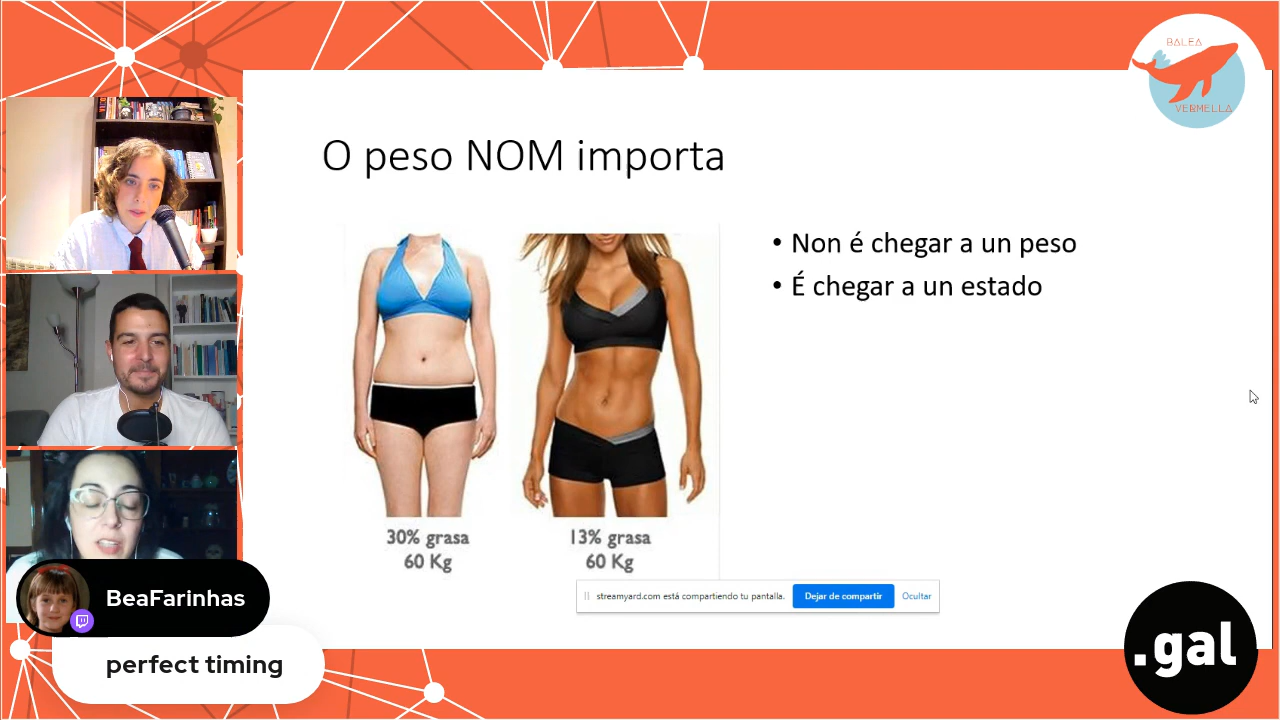 BALEA
VERMELLA
O peso NOM importa
• Non é chegar a un peso
• É chegar a un estado
30% grasa
60 Kg
13% grasa
60 Kg
streamyard.com está compartiendo tu pantalla.
Dejar de compartir
Ocultar
BeaFarinhas
perfect timing
.gal